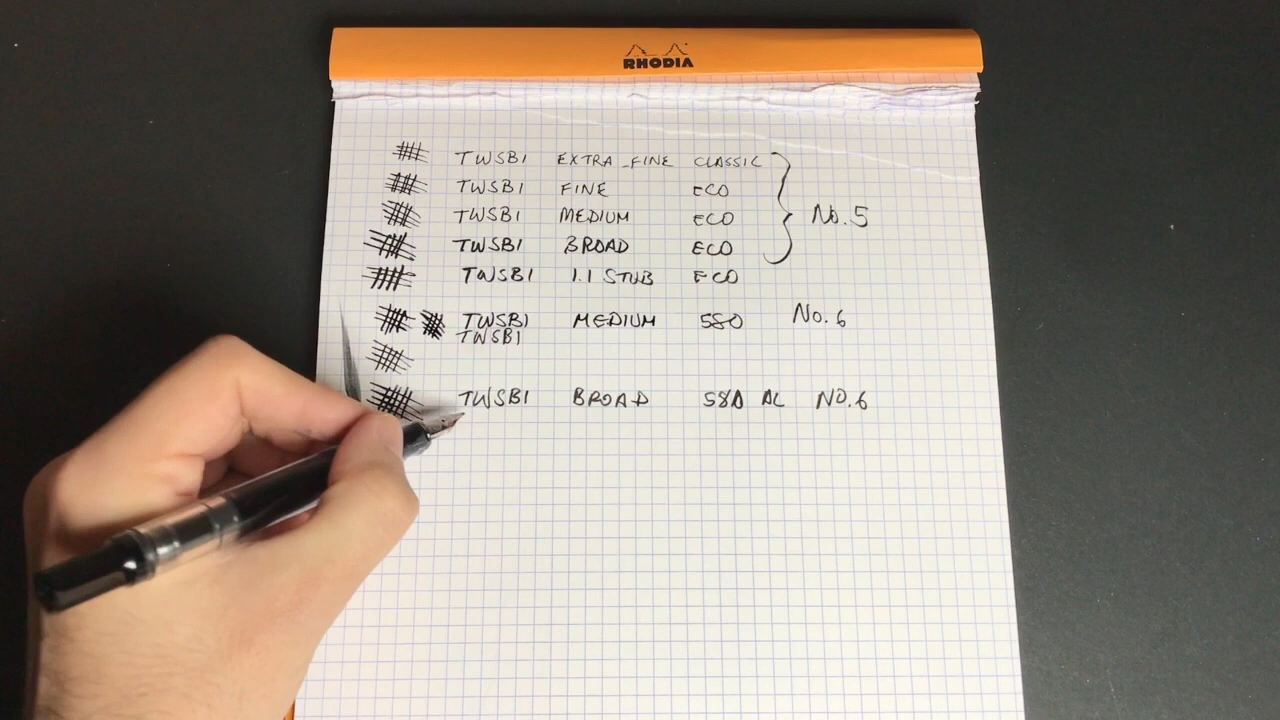 RHODIA
TWSBI EXTRA FINE CLASSIC
TWSBI FINE ECO
TWSBI MEDIUM ECO No. 5
TWSBI BROAD ECO
TWSBI 1.1 STUB ECO
TWSBI MEDIUM 580 No. 6
TWSBI
TWSBI BROAD 580 AL NO. 6